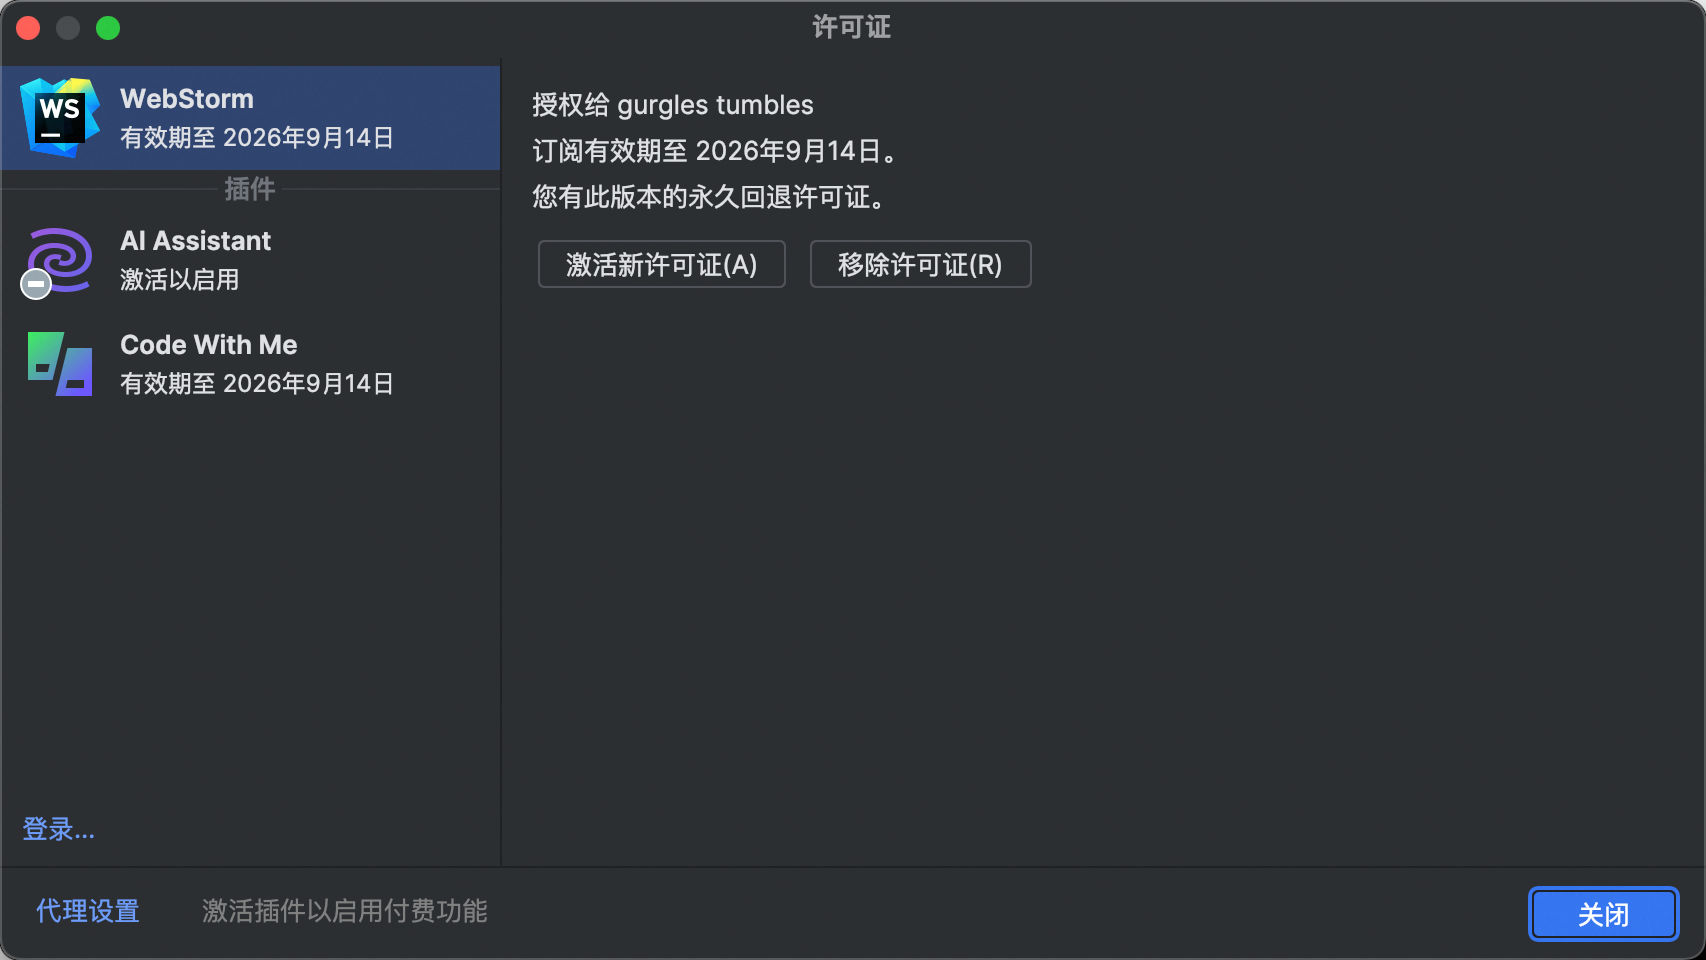 许可证
WS
WebStorm
有效期至 2026年9月14日
插件
AI Assistant
激活以启用
Code With Me
有效期至 2026年9月14日
登录...
授权给 gurgles tumbles
订阅有效期至 2026年9月14日。
您有此版本的永久回退许可证。
激活新许可证(A)
移除许可证(R)
代理设置
激活插件以启用付费功能
关闭